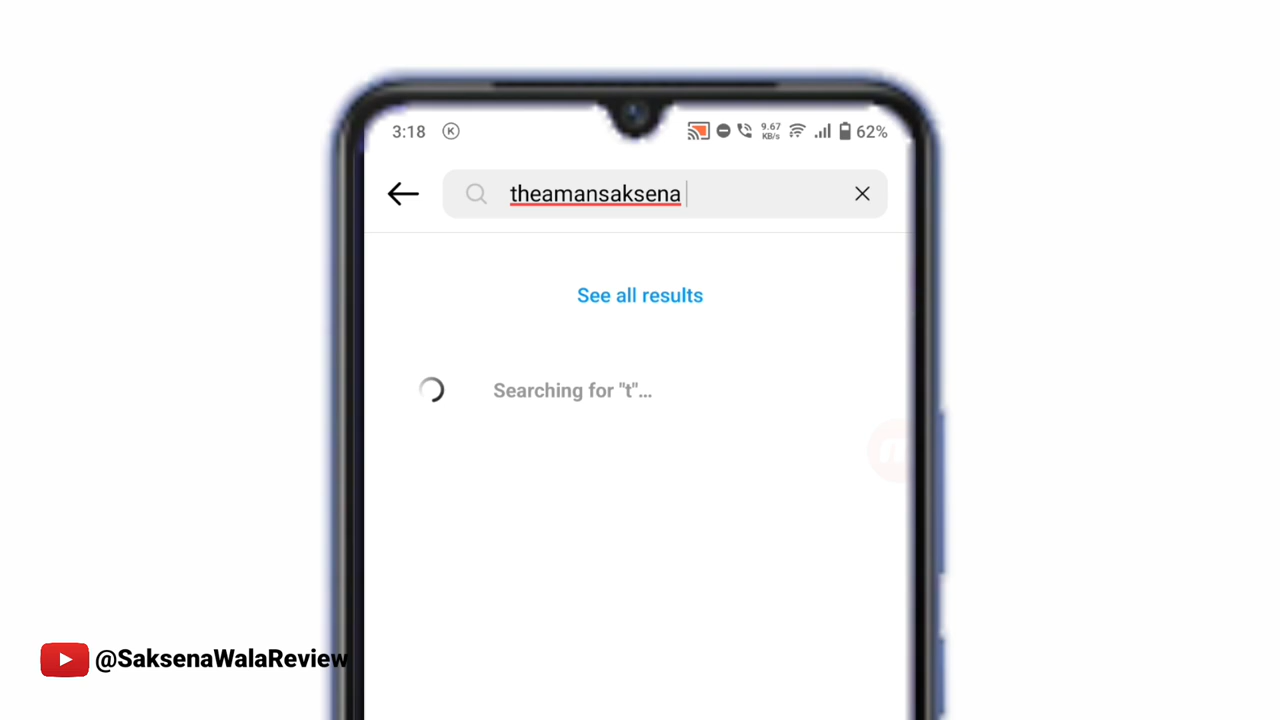 3:18 K 9.67 KB/s 62%
theamansaksena
See all results
Searching for "t"...
@SaksenaWalaReview